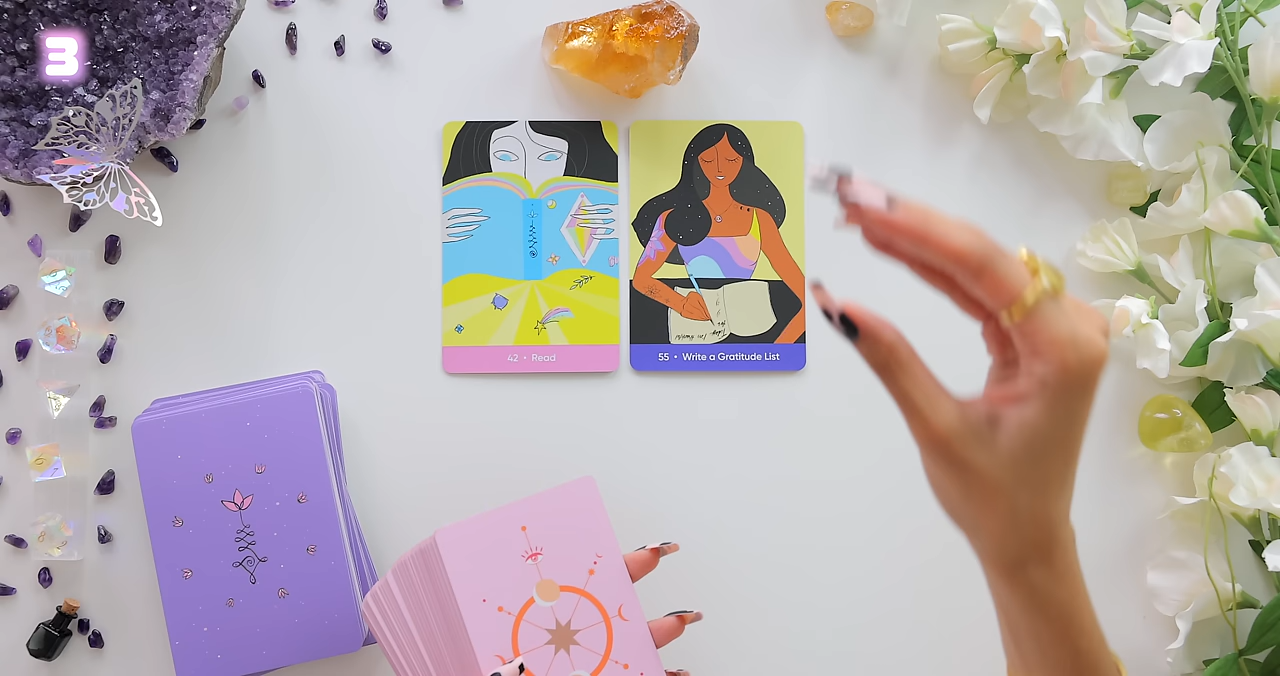 3
42 • Read
55 • Write a Gratitude List